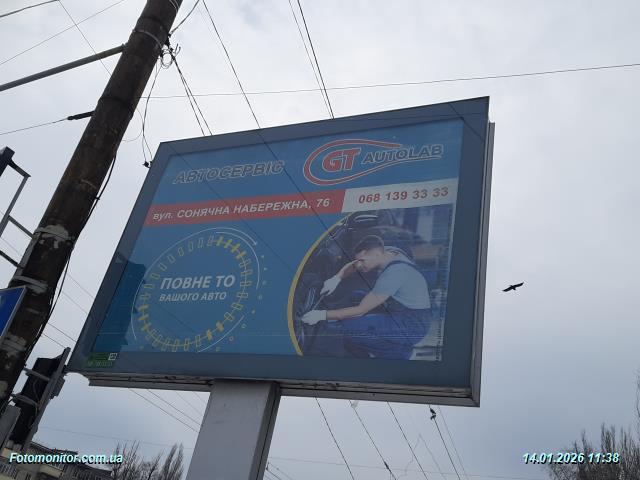 АВТОСЕРВІС
GT AUTOLAB
вул. СОНЯЧНА НАБЕРЕЖНА, 76
068 139 33 33
ПОВНЕ ТО
ВАШОГО АВТО
Fotomonitor.com.ua
14.01.2026 11:38